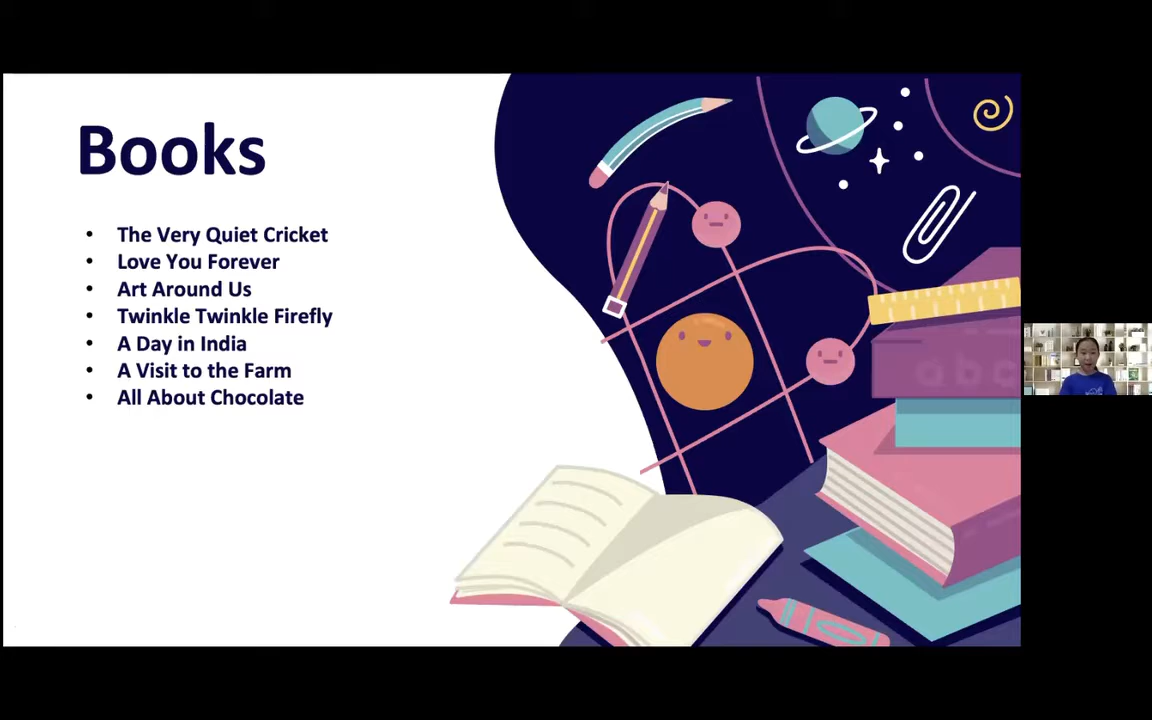 Books
• The Very Quiet Cricket
• Love You Forever
• Art Around Us
• Twinkle Twinkle Firefly
• A Day in India
• A Visit to the Farm
• All About Chocolate
abc